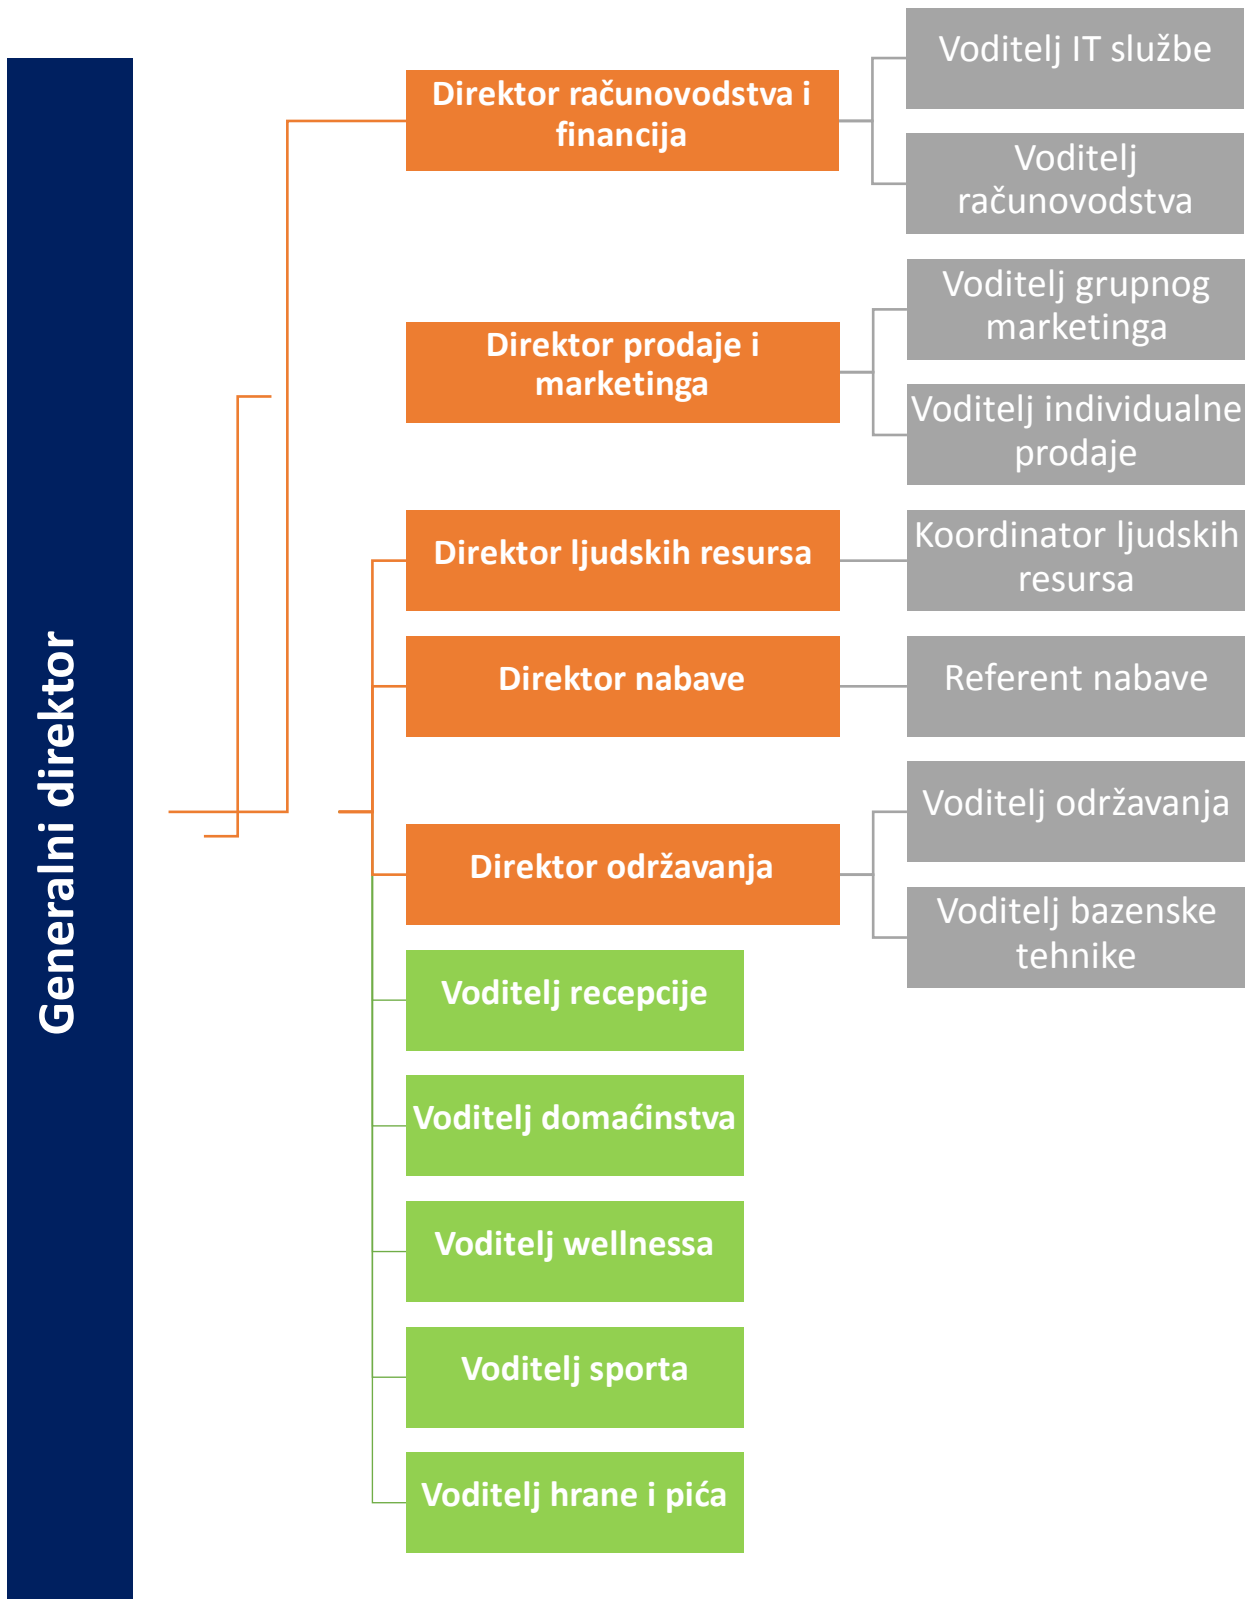 Generalni direktor
Direktor računovodstva i
financija
Voditelj IT službe
Voditelj
računovodstva
Direktor prodaje i
marketinga
Voditelj grupnog
marketinga
Voditelj individualne
prodaje
Direktor ljudskih resursa
Koordinator ljudskih
resursa
Direktor nabave
Referent nabave
Direktor održavanja
Voditelj održavanja
Voditelj bazenske
tehnike
Voditelj recepcije
Voditelj domaćinstva
Voditelj wellnessa
Voditelj sporta
Voditelj hrane i pića